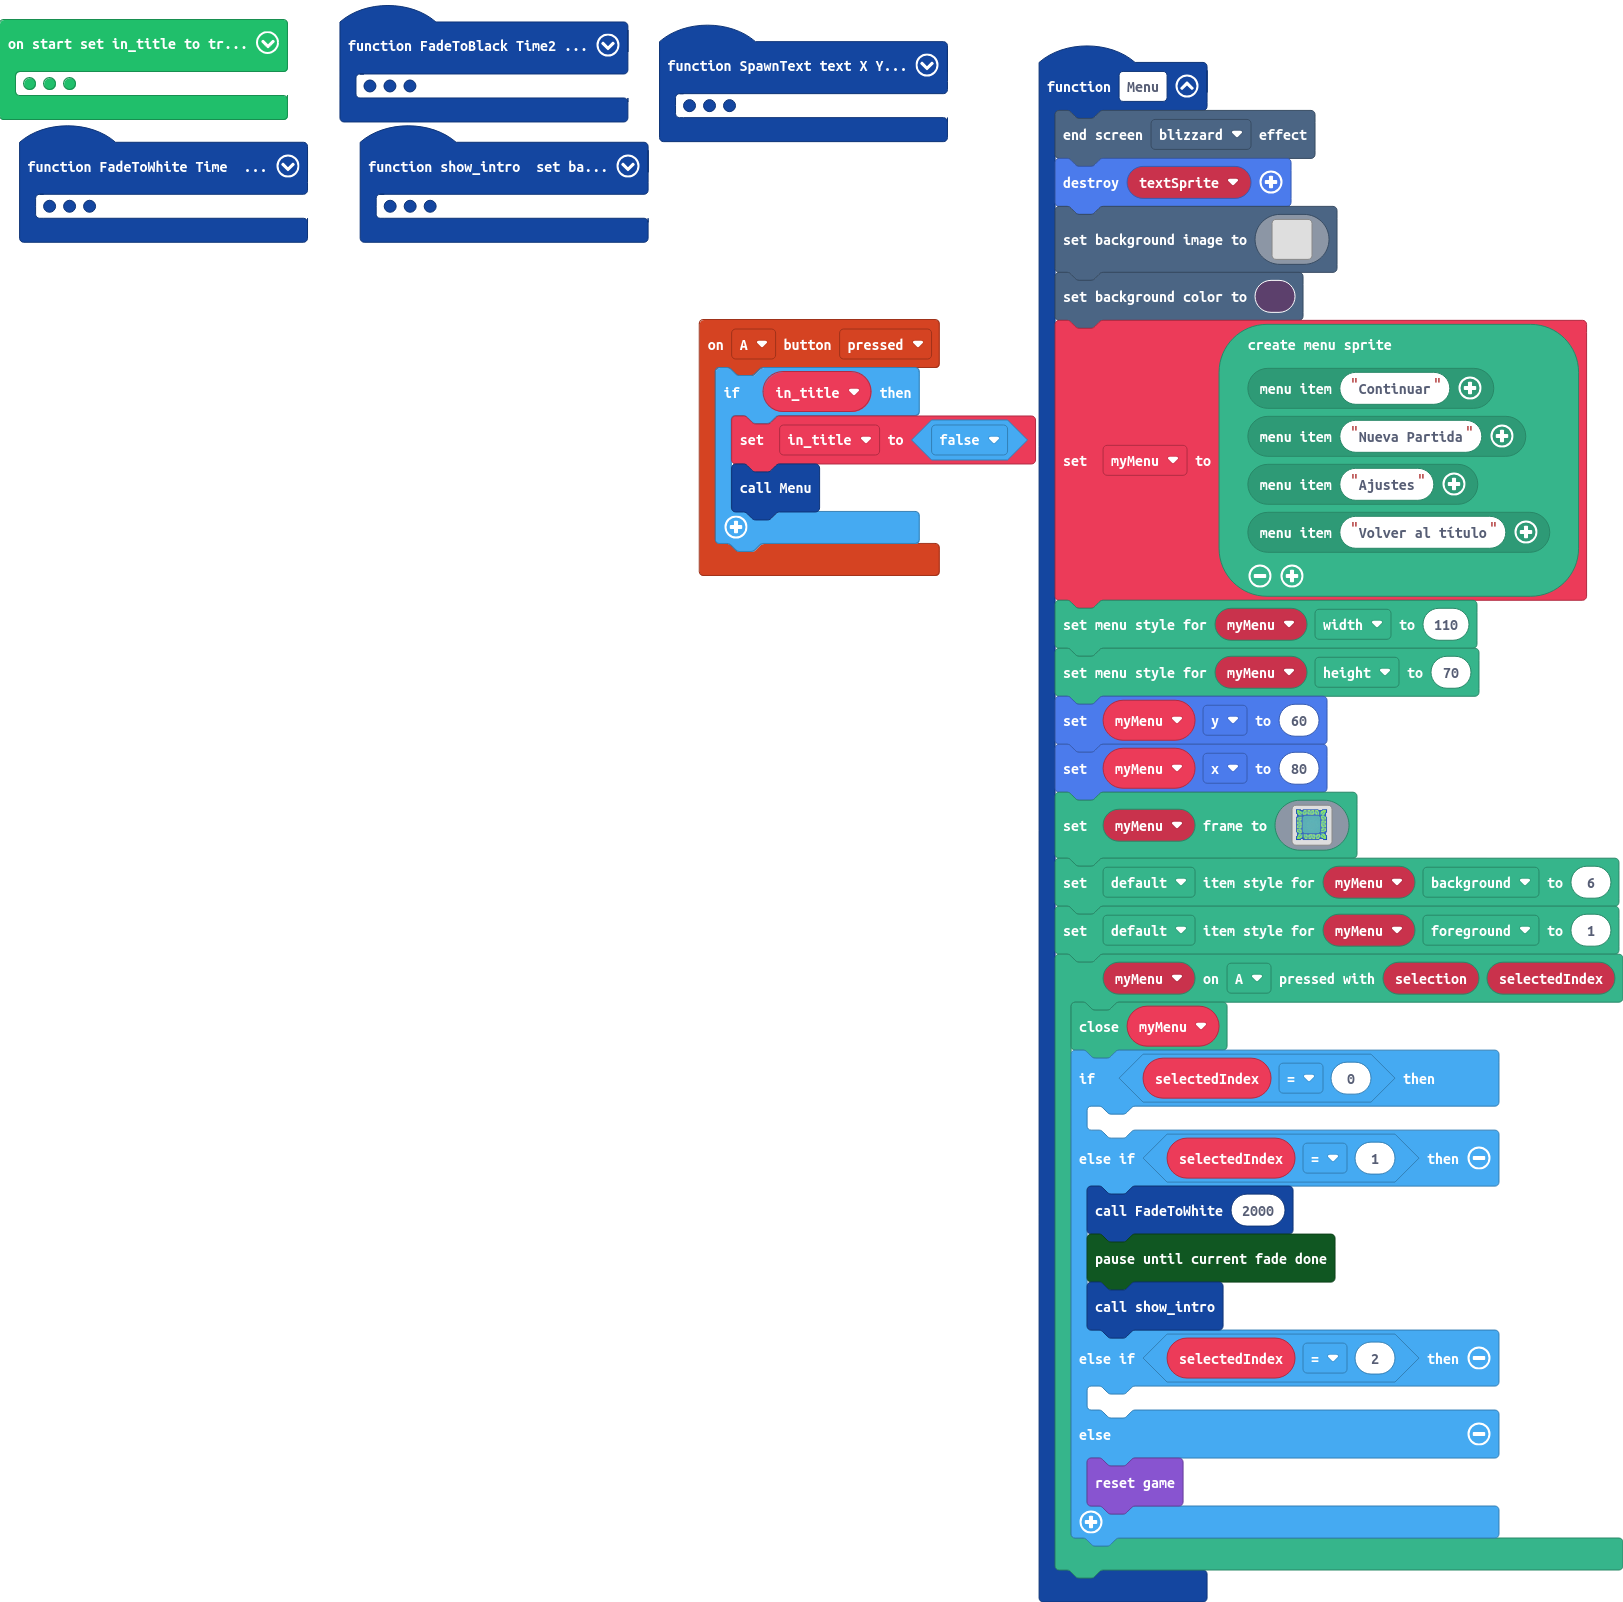 on start set in_title to tr...
function FadeToBlack Time2 ...
function SpawnText text X Y...
function FadeToWhite Time ...
function show_intro set ba...
on A button pressed
if in_title then
set in_title to false
call Menu
function Menu
end screen blizzard effect
destroy textSprite
set background image to
set background color to
set myMenu to
create menu sprite
menu item "Continuar"
menu item "Nueva Partida"
menu item "Ajustes"
menu item "Volver al título"
set menu style for myMenu width to 110
set menu style for myMenu height to 70
set myMenu y to 60
set myMenu x to 80
set myMenu frame to
set default item style for myMenu background to 6
set default item style for myMenu foreground to 1
myMenu on A pressed with selection selectedIndex
close myMenu
if selectedIndex = 0 then
else if selectedIndex = 1 then
call FadeToWhite 2000
pause until current fade done
call show_intro
else if selectedIndex = 2 then
else
reset game